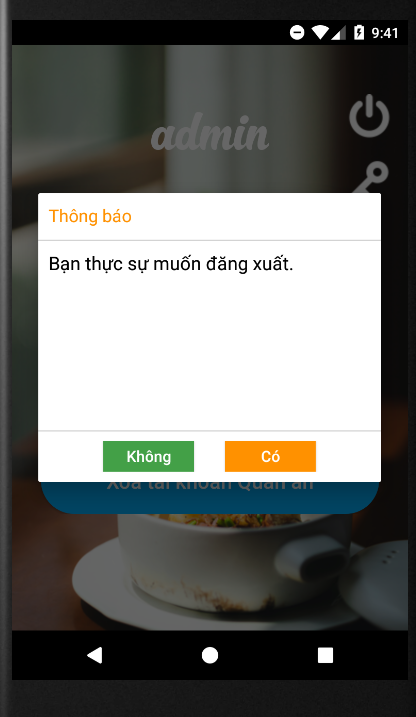 9:41
admin
Thông báo
Bạn thực sự muốn đăng xuất.
Không Có
Xóa tài khoản Quán ăn